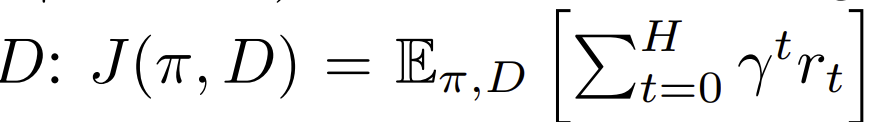 D: J(π, D) = 𝔼_{π,D} [∑_{t=0}^{H} γ^t r_t]